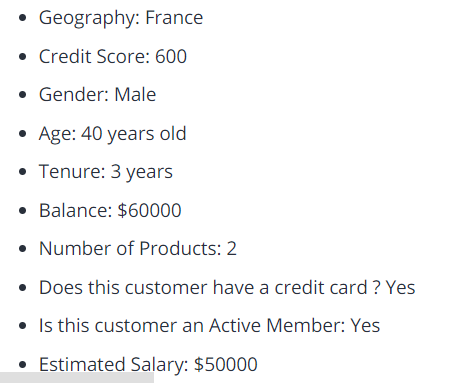 Geography: France
Credit Score: 600
Gender: Male
Age: 40 years old
Tenure: 3 years
Balance: $60000
Number of Products: 2
Does this customer have a credit card ? Yes
Is this customer an Active Member: Yes
Estimated Salary: $50000